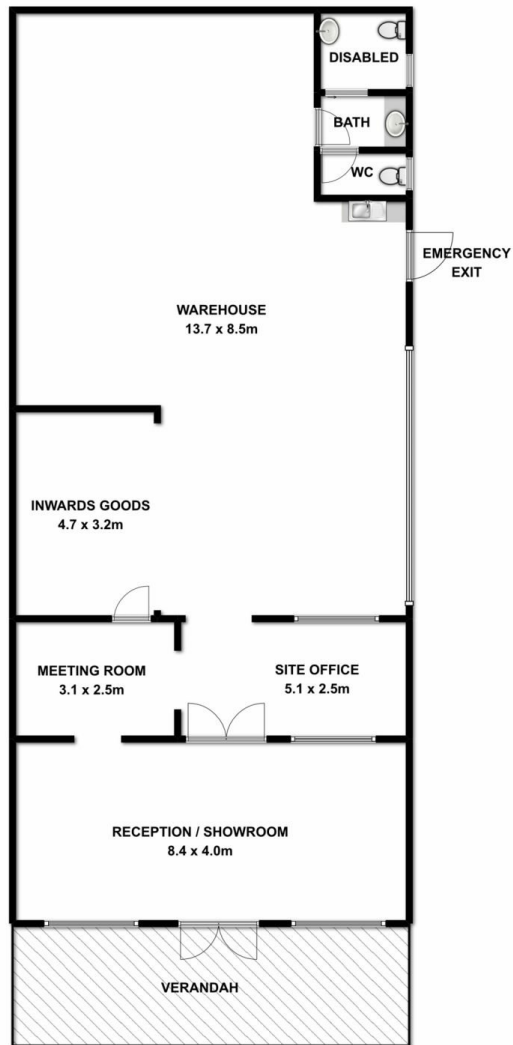 DISABLED
BATH
WC
EMERGENCY
EXIT
WAREHOUSE
13.7 x 8.5m
INWARDS GOODS
4.7 x 3.2m
MEETING ROOM
3.1 x 2.5m
SITE OFFICE
5.1 x 2.5m
RECEPTION / SHOWROOM
8.4 x 4.0m
VERANDAH